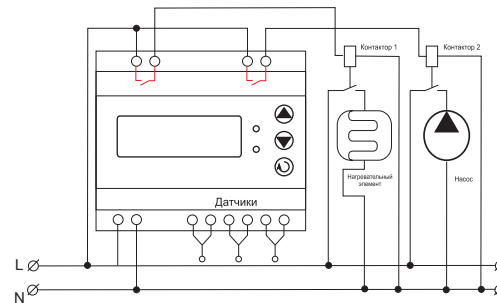 Контактор 1
Контактор 2
Нагревательный
элемент
Насос
Датчики
L
N